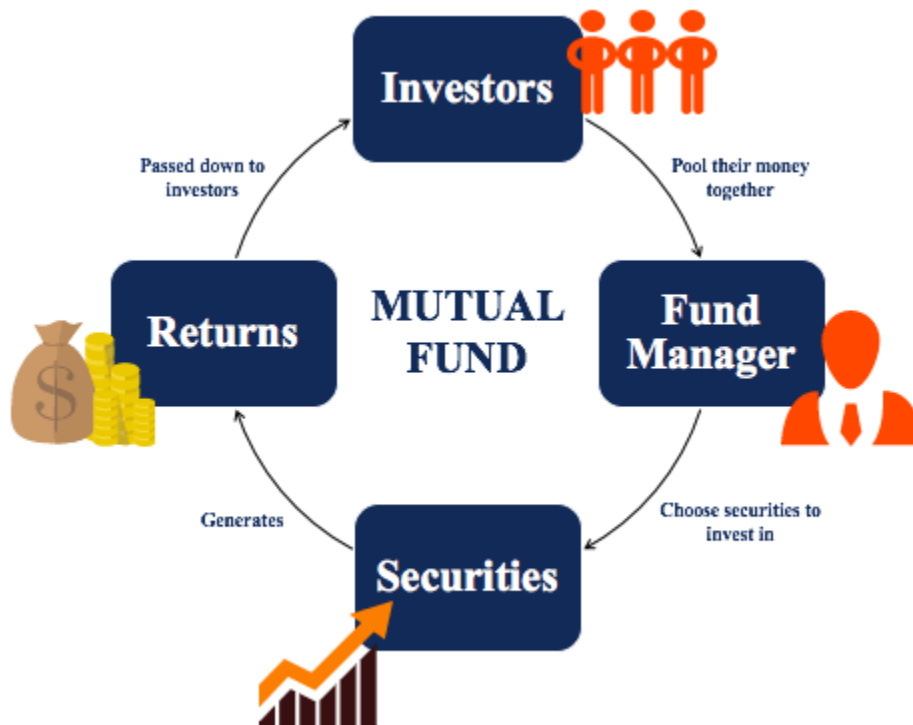 Investors
Passed down to
investors
Pool their money
together
Returns
MUTUAL
FUND
Fund
Manager
$
Generates
Choose securities to
invest in
Securities